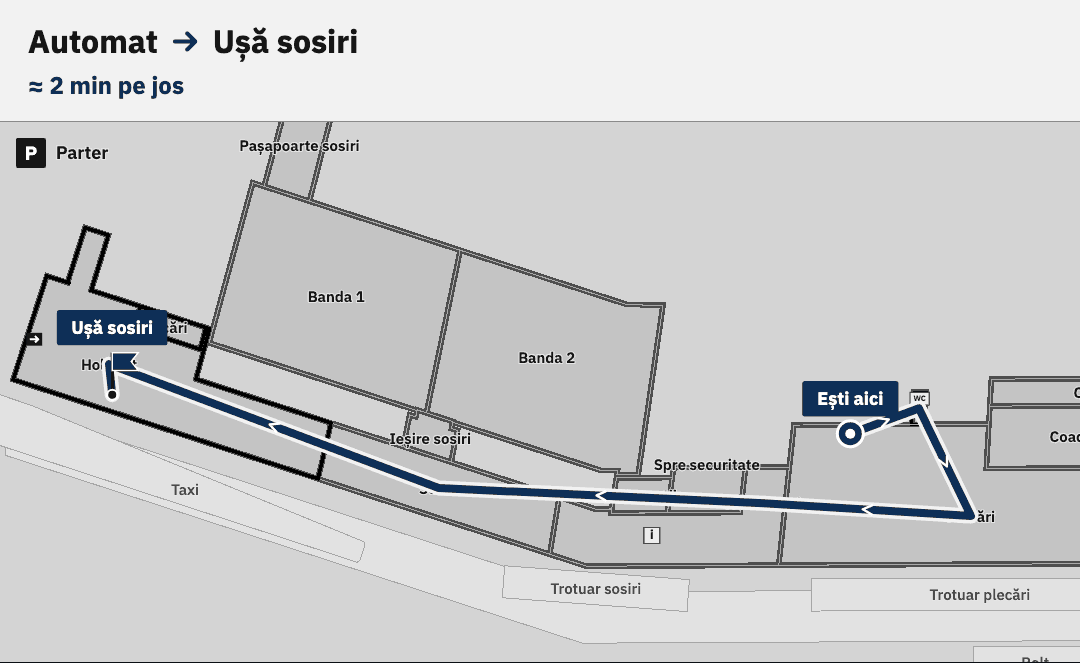 Automat → Ușă sosiri
≈ 2 min pe jos
P Parter
Pașapoarte sosiri
Banda 1
Banda 2
Ușă sosiri
Ești aici
WC
Ieșire sosiri
Spre securitate
i
Taxi
Trotuar sosiri
Trotuar plecări